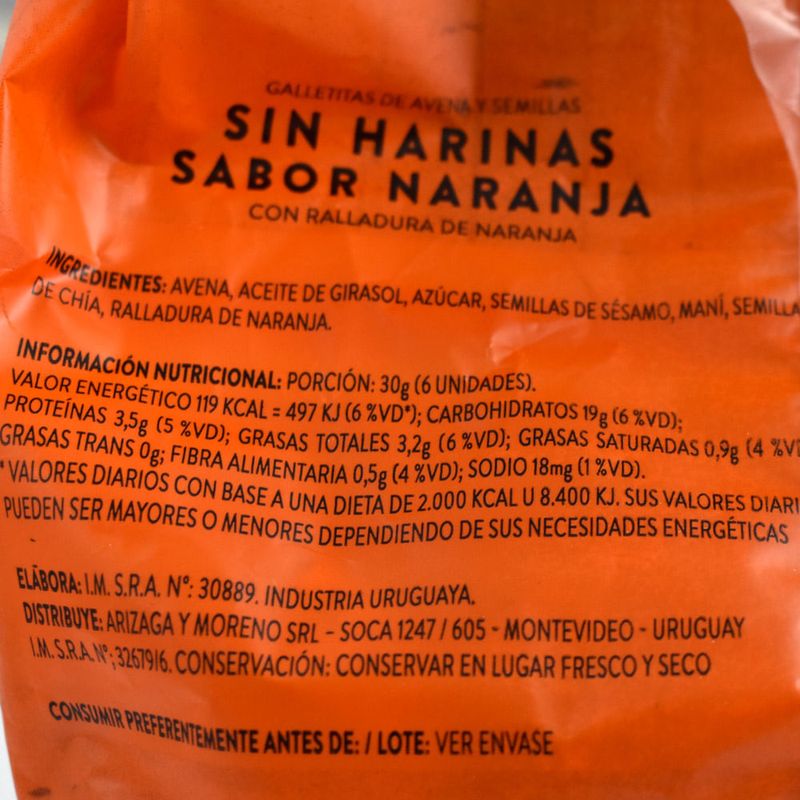 GALLETITAS DE AVENA Y SEMILLAS
SIN HARINAS
SABOR NARANJA
CON RALLADURA DE NARANJA
INGREDIENTES: AVENA, ACEITE DE GIRASOL, AZÚCAR, SEMILLAS DE SÉSAMO, MANÍ, SEMILLA
DE CHÍA, RALLADURA DE NARANJA.
INFORMACIÓN NUTRICIONAL: PORCIÓN: 30g (6 UNIDADES).
VALOR ENERGÉTICO 119 KCAL = 497 KJ (6 %VD*); CARBOHIDRATOS 19g (6 %VD);
PROTEÍNAS 3,5g (5 %VD); GRASAS TOTALES 3,2g (6 %VD); GRASAS SATURADAS 0,9g (4 %VD
GRASAS TRANS 0g; FIBRA ALIMENTARIA 0,5g (4 %VD); SODIO 18mg (1 %VD).
*VALORES DIARIOS CON BASE A UNA DIETA DE 2.000 KCAL U 8.400 KJ. SUS VALORES DIARI
PUEDEN SER MAYORES O MENORES DEPENDIENDO DE SUS NECESIDADES ENERGÉTICAS
ELABORA: I.M. S.R.A. Nº: 30889. INDUSTRIA URUGUAYA.
DISTRIBUYE: ARIZAGA Y MORENO SRL - SOCA 1247 / 605 - MONTEVIDEO - URUGUAY
I.M. S.R.A. Nº; 3267916. CONSERVACIÓN: CONSERVAR EN LUGAR FRESCO Y SECO
CONSUMIR PREFERENTEMENTE ANTES DE: / LOTE: VER ENVASE